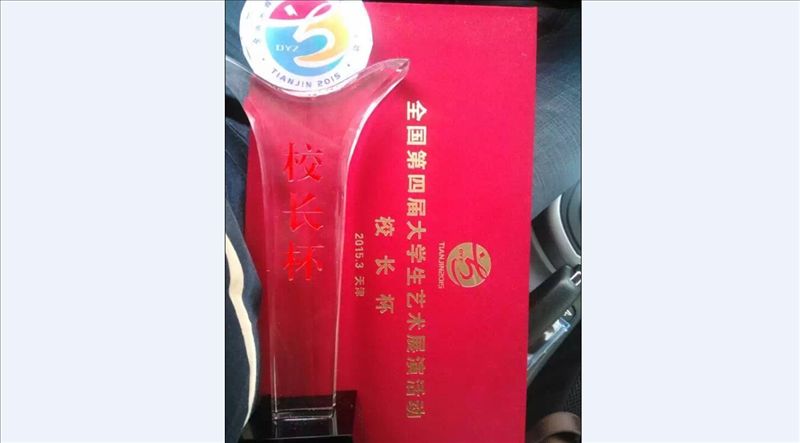 DYZ
TIANJIN 2015
校长杯
全国第四届大学生艺术展演活动
校长杯
2015.3 天津
TIANJIN2015